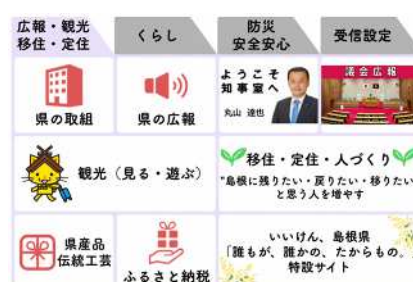 広報・観光
移住・定住
くらし
防災
安全安心
受信設定
県の取組
県の広報
ようこそ
知事室へ
丸山 達也
議会広報
観光（見る・遊ぶ）
移住・定住・人づくり
"島根に残りたい・戻りたい・移りたい"
と思う人を増やす
県産品
伝統工芸
ふるさと納税
いいけん、島根県
「誰もが、誰かの、たからもの。」
特設サイト